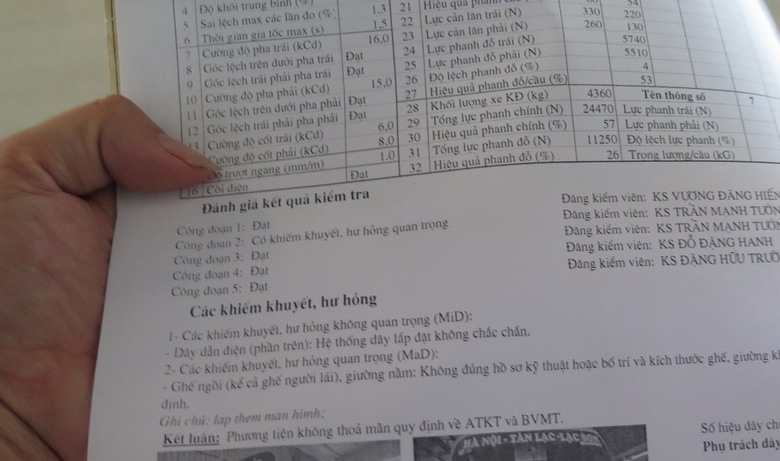 4 Độ khói trung bình (%) 1,3 21 Hiệu quả phanh 54
5 Sai lệch max các lần đo (%) 1,5 22 Lực cản lăn trái (N) 330 220
6 Thời gian gia tốc max (s) 23 Lực cản lăn phải (N) 260 130
7 Cường độ pha trái (kCd) 16,0 24 Lực phanh đỗ trái (N) 5740
8 Góc lệch trên dưới pha trái Đạt 25 Lực phanh đỗ phải (N) 5510
9 Góc lệch trái phải pha trái Đạt 26 Độ lệch phanh đỗ (%) 4
10 Cường độ pha phải (kCd) 15,0 27 Hiệu quả phanh đỗ/cầu (%) 53
11 Góc lệch trên dưới pha phải Đạt 28 Khối lượng xe KĐ (kg) 4360 Tên thông số 7
12 Góc lệch trái phải pha phải Đạt 29 Tổng lực phanh chính (N) 24470 Lực phanh trái (N)
13 Cường độ cốt trái (kCd) 6,0 30 Hiệu quả phanh chính (%) 57 Lực phanh phải (N)
Cường độ cốt phải (kCd) 8,0 31 Tổng lực phanh đỗ (N) 11250 Độ lệch lực phanh (%)
trượt ngang (mm/m) 1.0 32 Hiệu quả phanh đỗ (%) 26 Trọng lượng/cầu (kG)
16 Còi điện Đạt
Đánh giá kết quả kiểm tra
Công đoạn 1: Đạt Đăng kiểm viên: KS VƯƠNG ĐĂNG HIỂN
Công đoạn 2: Có khiếm khuyết, hư hỏng quan trọng Đăng kiểm viên: KS TRẦN MẠNH TƯỜN
Công đoạn 3: Đạt Đăng kiểm viên: KS TRẦN MẠNH TƯỜN
Công đoạn 4: Đạt Đăng kiểm viên: KS ĐỖ ĐĂNG HANH
Công đoạn 5: Đạt Đăng kiểm viên: KS ĐẶNG HỮU TRƯỜ
Các khiếm khuyết, hư hỏng
1- Các khiếm khuyết, hư hỏng không quan trọng (MiD):
- Dây dẫn điện (phần trên): Hệ thống dây lắp đặt không chắc chắn.
2- Các khiếm khuyết, hư hỏng quan trọng (MaD):
- Ghế ngồi (kể cả ghế người lái), giường nằm: Không đúng hồ sơ kỹ thuật hoặc bố trí và kích thước ghế, giường
định.
Ghi chú: lap them man hinh;
Kết luận: Phương tiện không thoả mãn quy định về ATKT và BVMT.
Số hiệu dây
Phụ trách dây
HÀ NỘI - TÂN LẠC-LẠC SƠN